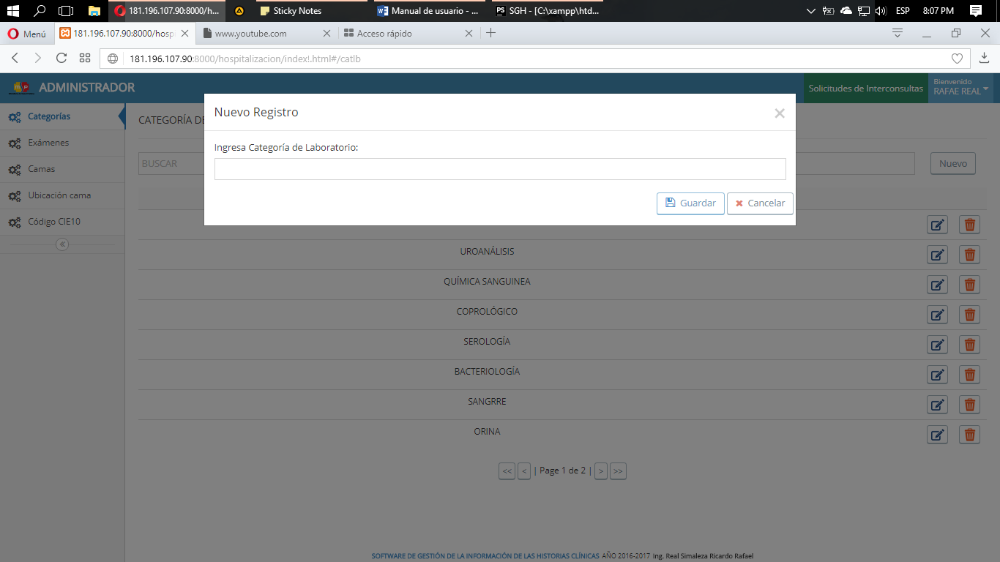 181.196.107.90:8000/h...
Sticky Notes
Manual de usuario - ...
SGH - [C:\xampp\htd...
ESP
8:07 PM
Menú
181.196.107.90:8000/hosp
www.youtube.com
Acceso rápido
181.196.107.90:8000/hospitalizacion/index!.html#/catlb
ADMINISTRADOR
Solicitudes de Interconsultas
Bienvenido
RAFAE REAL
Categorías
Exámenes
Camas
Ubicación cama
Código CIE10
CATEGORÍA DE
BUSCAR
Nuevo
Nuevo Registro
Ingresa Categoría de Laboratorio:
Guardar
Cancelar
UROANÁLISIS
QUÍMICA SANGUINEA
COPROLÓGICO
SEROLOGÍA
BACTERIOLOGÍA
SANGRRE
ORINA
<< < | Page 1 de 2 | > >>
SOFTWARE DE GESTIÓN DE LA INFORMACIÓN DE LAS HISTORIAS CLÍNICAS AÑO 2016-2017 ing. Real Simaleza Ricardo Rafael